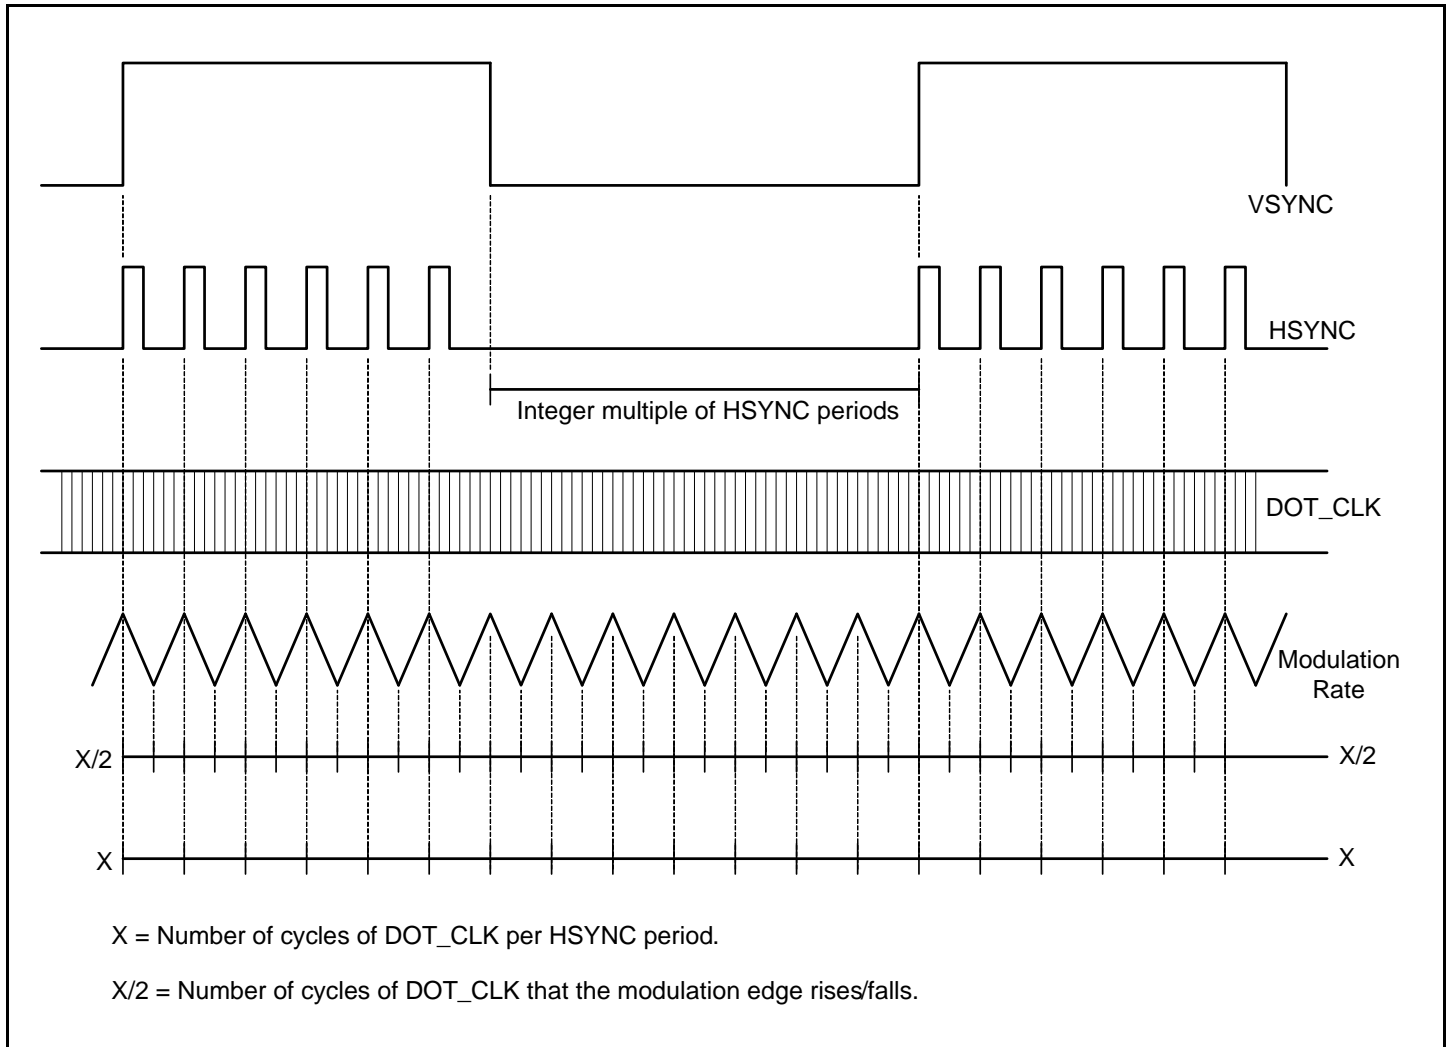 VSYNC
HSYNC
Integer multiple of HSYNC periods
DOT_CLK
Modulation
Rate
X/2
X/2
X
X
X = Number of cycles of DOT_CLK per HSYNC period.
X/2 = Number of cycles of DOT_CLK that the modulation edge rises/falls.